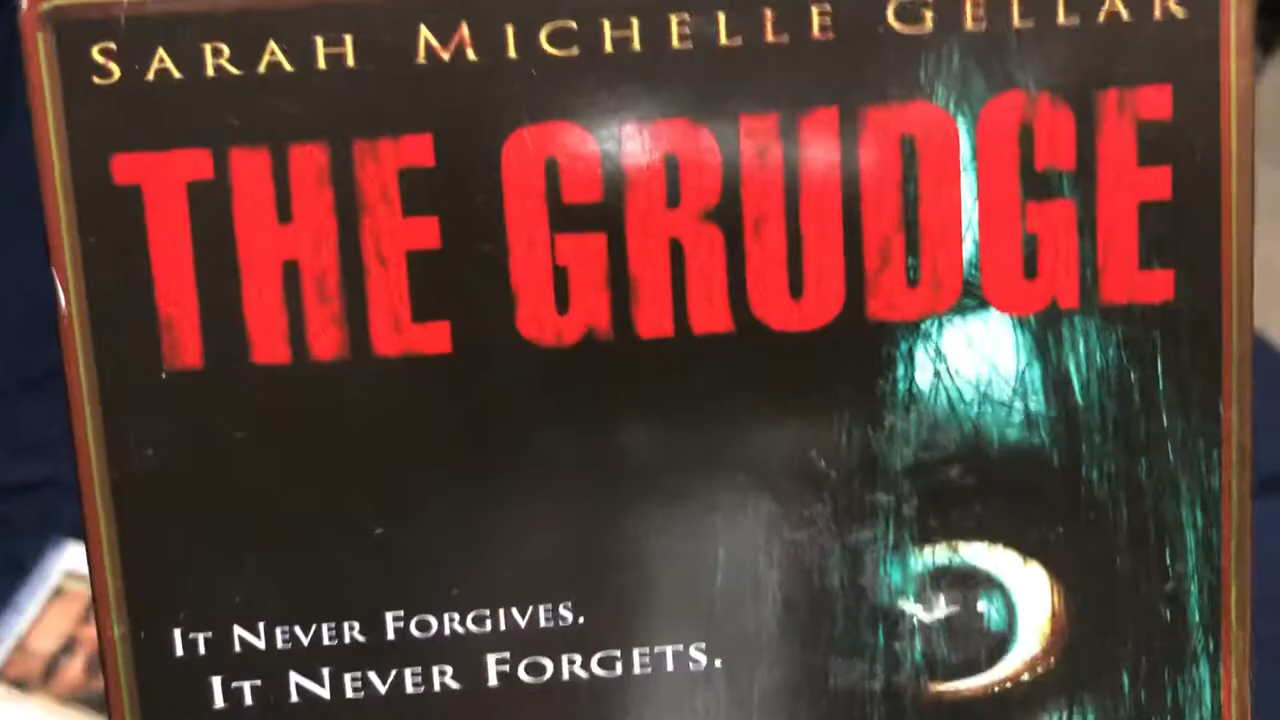 SARAH MICHELLE GELLAR
THE GRUDGE
IT NEVER FORGIVES.
IT NEVER FORGETS.